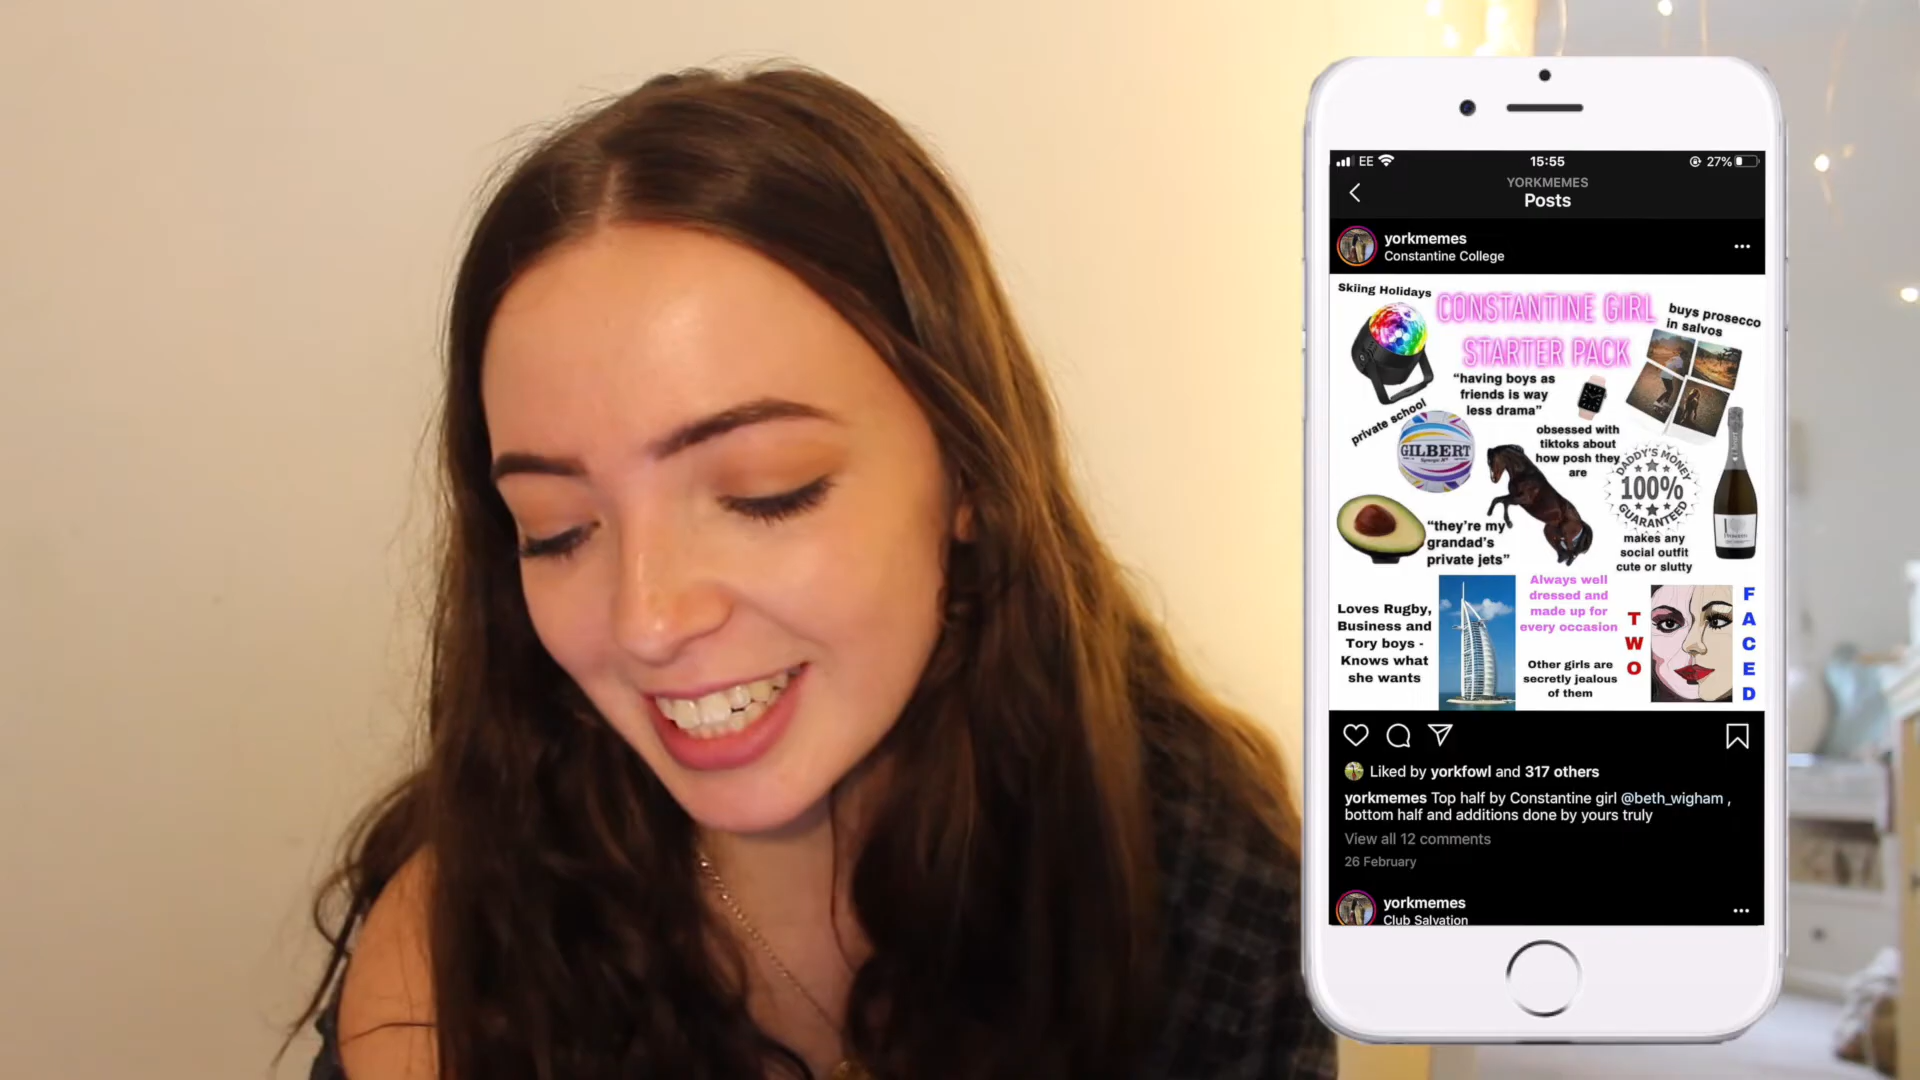 EE
15:55
27%
YORKMEMES
Posts
yorkmemes
Constantine College
Skiing Holidays
CONSTANTINE GIRL
STARTER PACK
buys prosecco
in salvos
"having boys as
friends is way
less drama"
private school
GILBERT
obsessed with
tiktoks about
how posh they
are
DADDY'S MONEY
100%
GUARANTEED
"they're my
grandad's
private jets"
makes any
social outfit
cute or slutty
Loves Rugby,
Business and
Tory boys -
Knows what
she wants
Always well
dressed and
made up for
every occasion
Other girls are
secretly jealous
of them
TWO
FACED
Liked by yorkfowl and 317 others
yorkmemes Top half by Constantine girl @beth_wigham ,
bottom half and additions done by yours truly
View all 12 comments
26 February
yorkmemes
Club Salvation